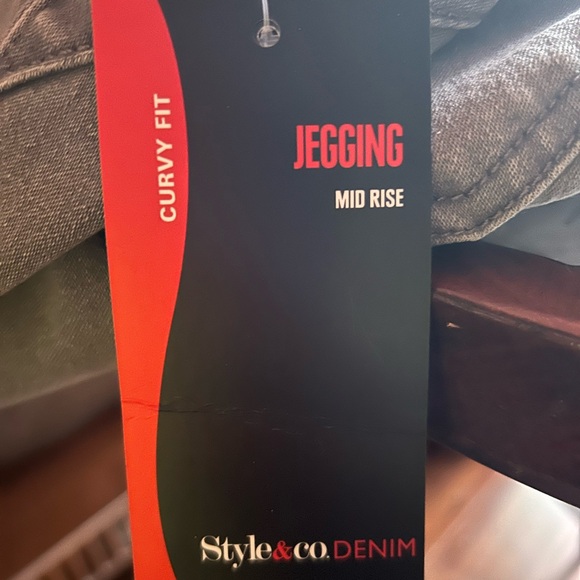 CURVY FIT
JEGGING
MID RISE
Style&co.DENIM